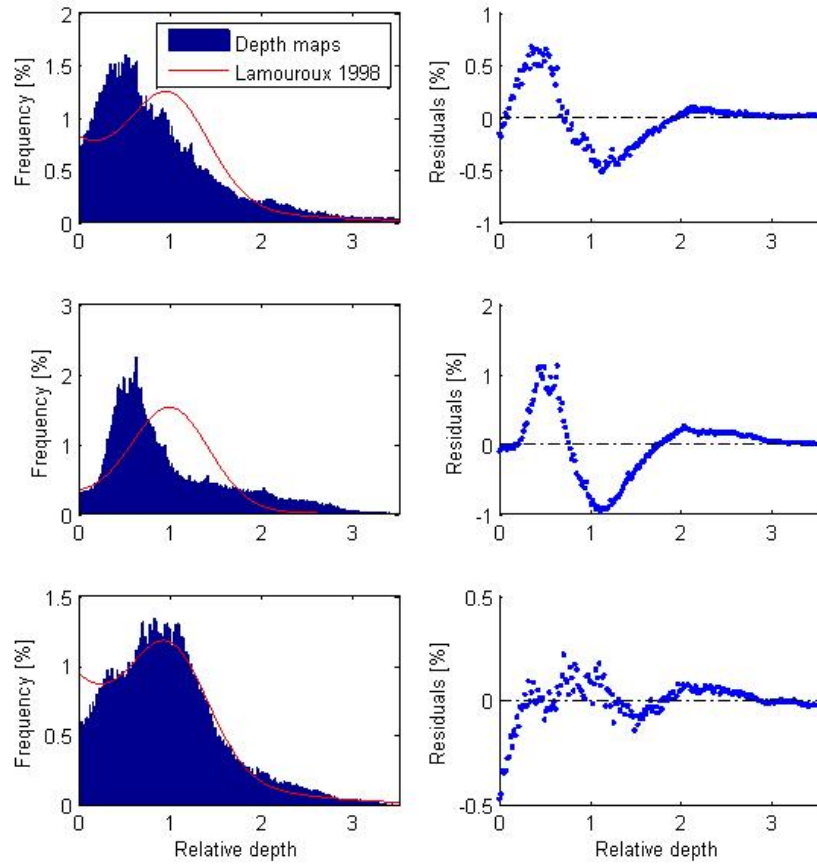 Frequency [%]
2
1.5
1
0.5
0
0 1 2 3
Depth maps
Lamouroux 1998
Residuals [%]
1
0.5
0
-0.5
-1
0 1 2 3
Frequency [%]
3
2
1
0
0 1 2 3
Residuals [%]
2
1
0
-1
0 1 2 3
Frequency [%]
1.5
1
0.5
0
0 1 2 3
Relative depth
Residuals [%]
0.5
0
-0.5
0 1 2 3
Relative depth